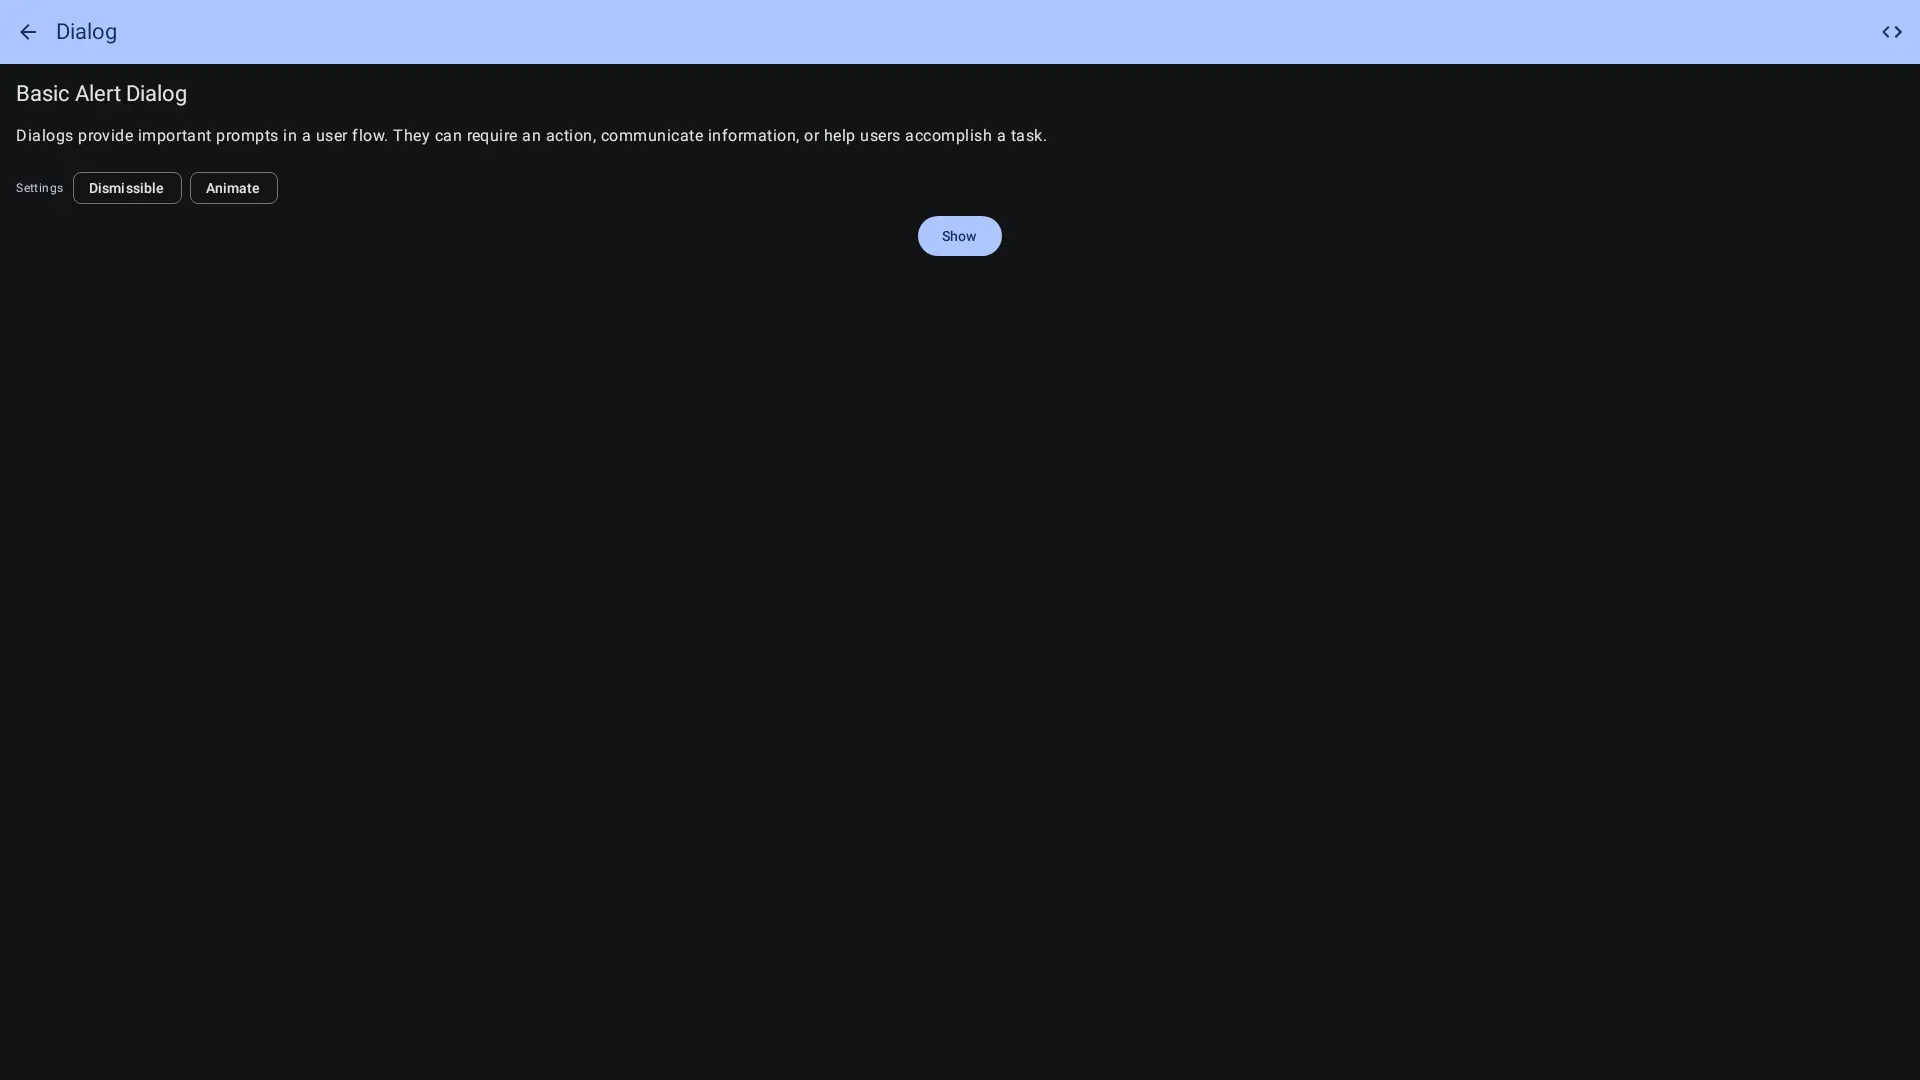 Dialog
Basic Alert Dialog
Dialogs provide important prompts in a user flow. They can require an action, communicate information, or help users accomplish a task.
Settings Dismissible Animate
Show